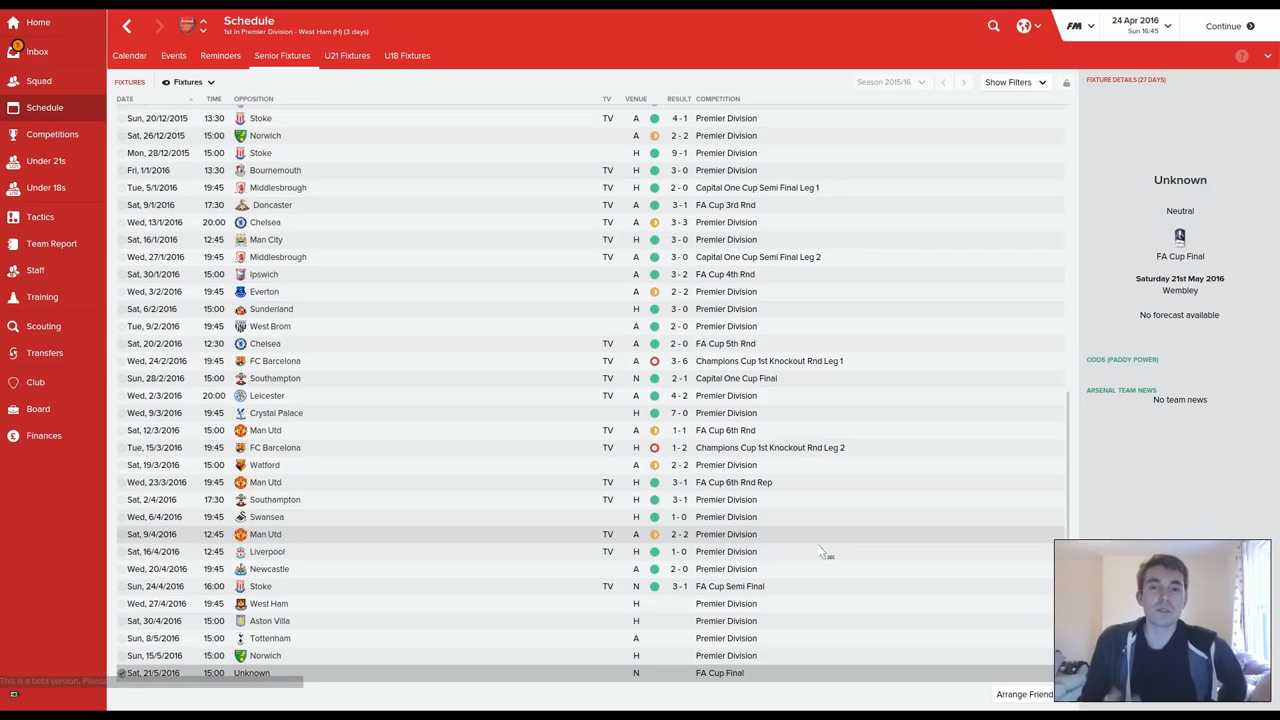 Home
Inbox
Squad
Schedule
Competitions
Under 21s
Under 18s
Tactics
Team Report
Staff
Training
Scouting
Transfers
Club
Board
Finances
Schedule
1st in Premier Division - West Ham (H) (3 days)
FM
24 Apr 2016
Sun 16:45
Continue
Calendar Events Reminders Senior Fixtures U21 Fixtures U18 Fixtures
FIXTURES Fixtures Season 2015/16 Show Filters
DATE TIME OPPOSITION TV VENUE RESULT COMPETITION
Sun, 20/12/2015 13:30 Stoke TV A 4 - 1 Premier Division
Sat, 26/12/2015 15:00 Norwich A 2 - 2 Premier Division
Mon, 28/12/2015 15:00 Stoke H 9 - 1 Premier Division
Fri, 1/1/2016 13:30 Bournemouth TV H 3 - 0 Premier Division
Tue, 5/1/2016 19:45 Middlesbrough TV H 2 - 0 Capital One Cup Semi Final Leg 1
Sat, 9/1/2016 17:30 Doncaster TV A 3 - 1 FA Cup 3rd Rnd
Wed, 13/1/2016 20:00 Chelsea TV A 3 - 3 Premier Division
Sat, 16/1/2016 12:45 Man City TV H 3 - 0 Premier Division
Wed, 27/1/2016 19:45 Middlesbrough TV A 3 - 0 Capital One Cup Semi Final Leg 2
Sat, 30/1/2016 15:00 Ipswich A 3 - 2 FA Cup 4th Rnd
Wed, 3/2/2016 19:45 Everton A 2 - 2 Premier Division
Sat, 6/2/2016 15:00 Sunderland H 3 - 0 Premier Division
Tue, 9/2/2016 19:45 West Brom A 2 - 0 Premier Division
Sat, 20/2/2016 12:30 Chelsea TV A 2 - 0 FA Cup 5th Rnd
Wed, 24/2/2016 19:45 FC Barcelona TV A 3 - 6 Champions Cup 1st Knockout Rnd Leg 1
Sun, 28/2/2016 15:00 Southampton TV N 2 - 1 Capital One Cup Final
Wed, 2/3/2016 20:00 Leicester TV A 4 - 2 Premier Division
Wed, 9/3/2016 19:45 Crystal Palace H 7 - 0 Premier Division
Sat, 12/3/2016 15:00 Man Utd TV A 1 - 1 FA Cup 6th Rnd
Tue, 15/3/2016 19:45 FC Barcelona TV H 1 - 2 Champions Cup 1st Knockout Rnd Leg 2
Sat, 19/3/2016 15:00 Watford A 2 - 2 Premier Division
Wed, 23/3/2016 19:45 Man Utd TV H 3 - 1 FA Cup 6th Rnd Rep
Sat, 2/4/2016 17:30 Southampton TV H 3 - 1 Premier Division
Wed, 6/4/2016 19:45 Swansea H 1 - 0 Premier Division
Sat, 9/4/2016 12:45 Man Utd TV A 2 - 2 Premier Division
Sat, 16/4/2016 12:45 Liverpool TV H 1 - 0 Premier Division
Wed, 20/4/2016 19:45 Newcastle A 2 - 0 Premier Division
Sun, 24/4/2016 16:00 Stoke TV N 3 - 1 FA Cup Semi Final
Wed, 27/4/2016 19:45 West Ham H Premier Division
Sat, 30/4/2016 15:00 Aston Villa H Premier Division
Sun, 8/5/2016 15:00 Tottenham A Premier Division
Sun, 15/5/2016 15:00 Norwich H Premier Division
Sat, 21/5/2016 15:00 Unknown N FA Cup Final
This is a beta version, Please
Arrange Friend
FIXTURE DETAILS (27 DAYS)
Unknown
Neutral
FA Cup Final
Saturday 21st May 2016
Wembley
No forecast available
ODDS (PADDY POWER)
ARSENAL TEAM NEWS
No team news